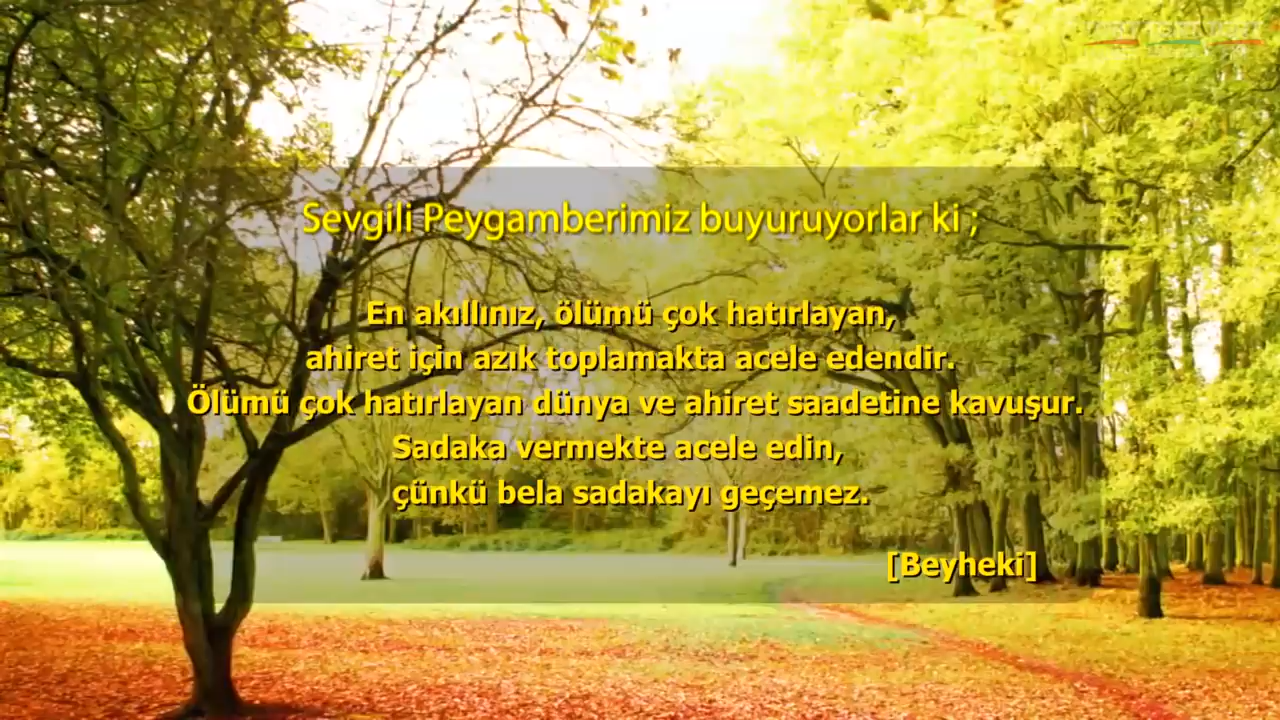 Sevgili Peygamberimiz buyuruyorlar ki ;
En akıllınız, ölümü çok hatırlayan,
ahiret için azık toplamakta acele edendir.
Ölümü çok hatırlayan dünya ve ahiret saadetine kavuşur.
Sadaka vermekte acele edin,
çünkü bela sadakayı geçemez.
[Beyheki]